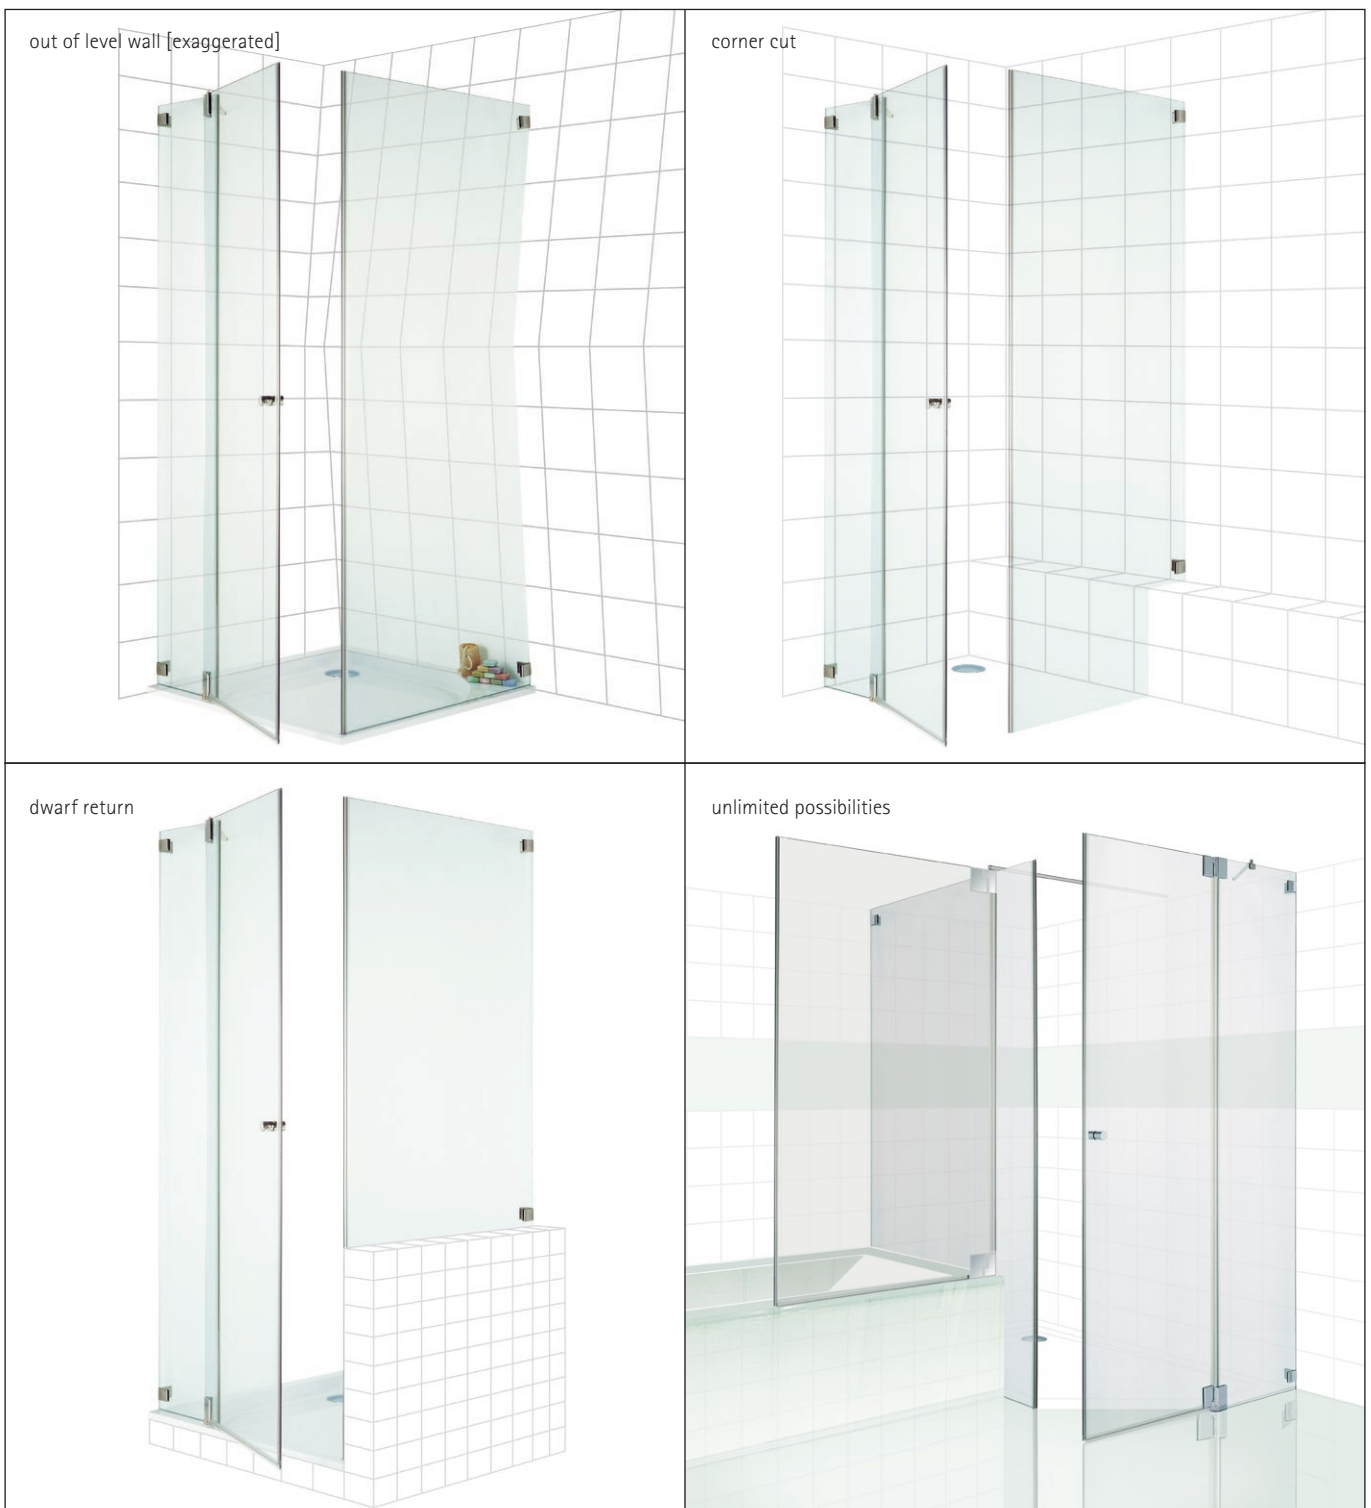 out of level wall [exaggerated]
corner cut
dwarf return
unlimited possibilities